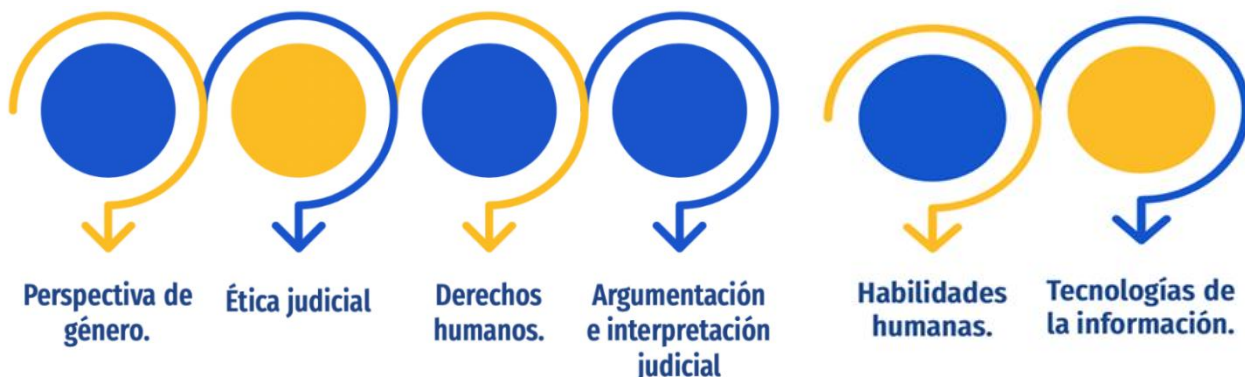 Perspectiva de
género.
Ética judicial
Derechos
humanos.
Argumentación
e interpretación
judicial
Habilidades
humanas.
Tecnologías de
la información.